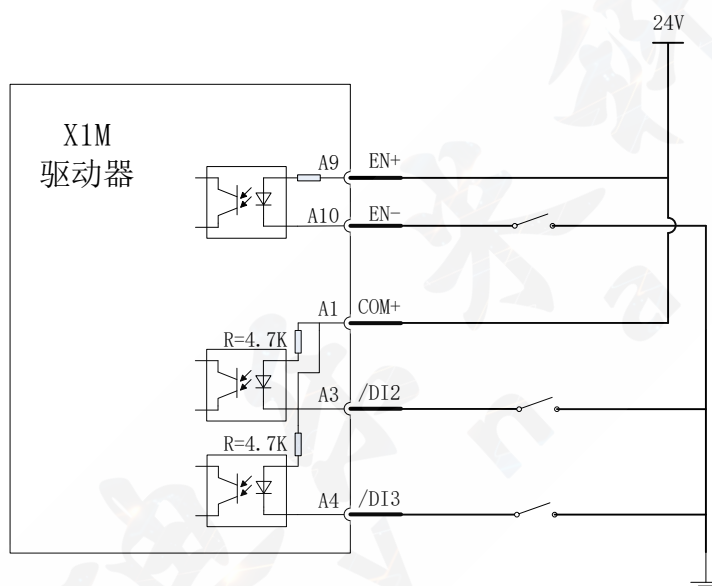 24V
X1M
驱动器
A9 EN+
A10 EN-
A1 COM+
R=4.7K
A3 /DI2
R=4.7K
A4 /DI3